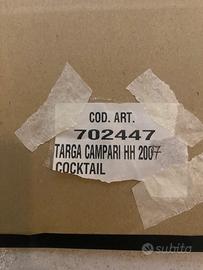 COD. ART.
702447
TARGA CAMPARI HH 2007
COCKTAIL
subito